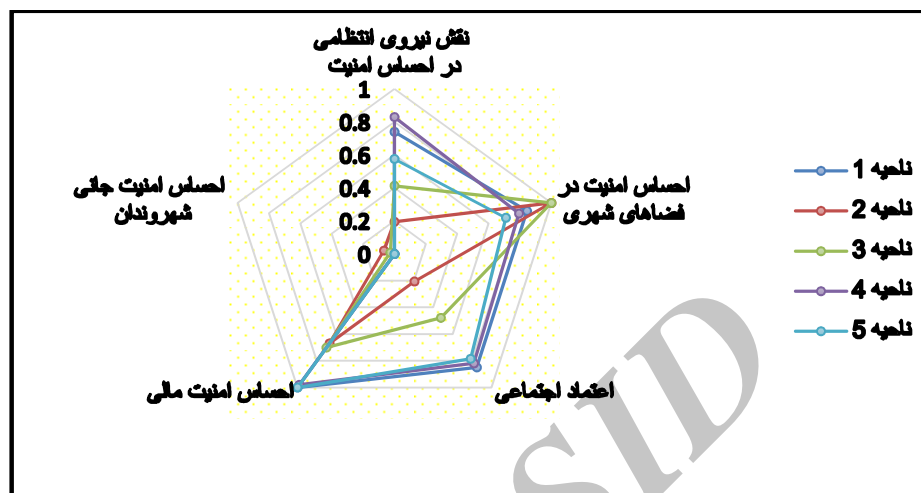 نقش نیروی انتظامی
در احساس امنیت
1
0.8
0.6
0.4
0.2
0
احساس امنیت در
فضاهای شهری
اعتماد اجتماعی
احساس امنیت مالی
احساس امنیت جانی
شهروندان
ناحیه 1
ناحیه 2
ناحیه 3
ناحیه 4
ناحیه 5
SID